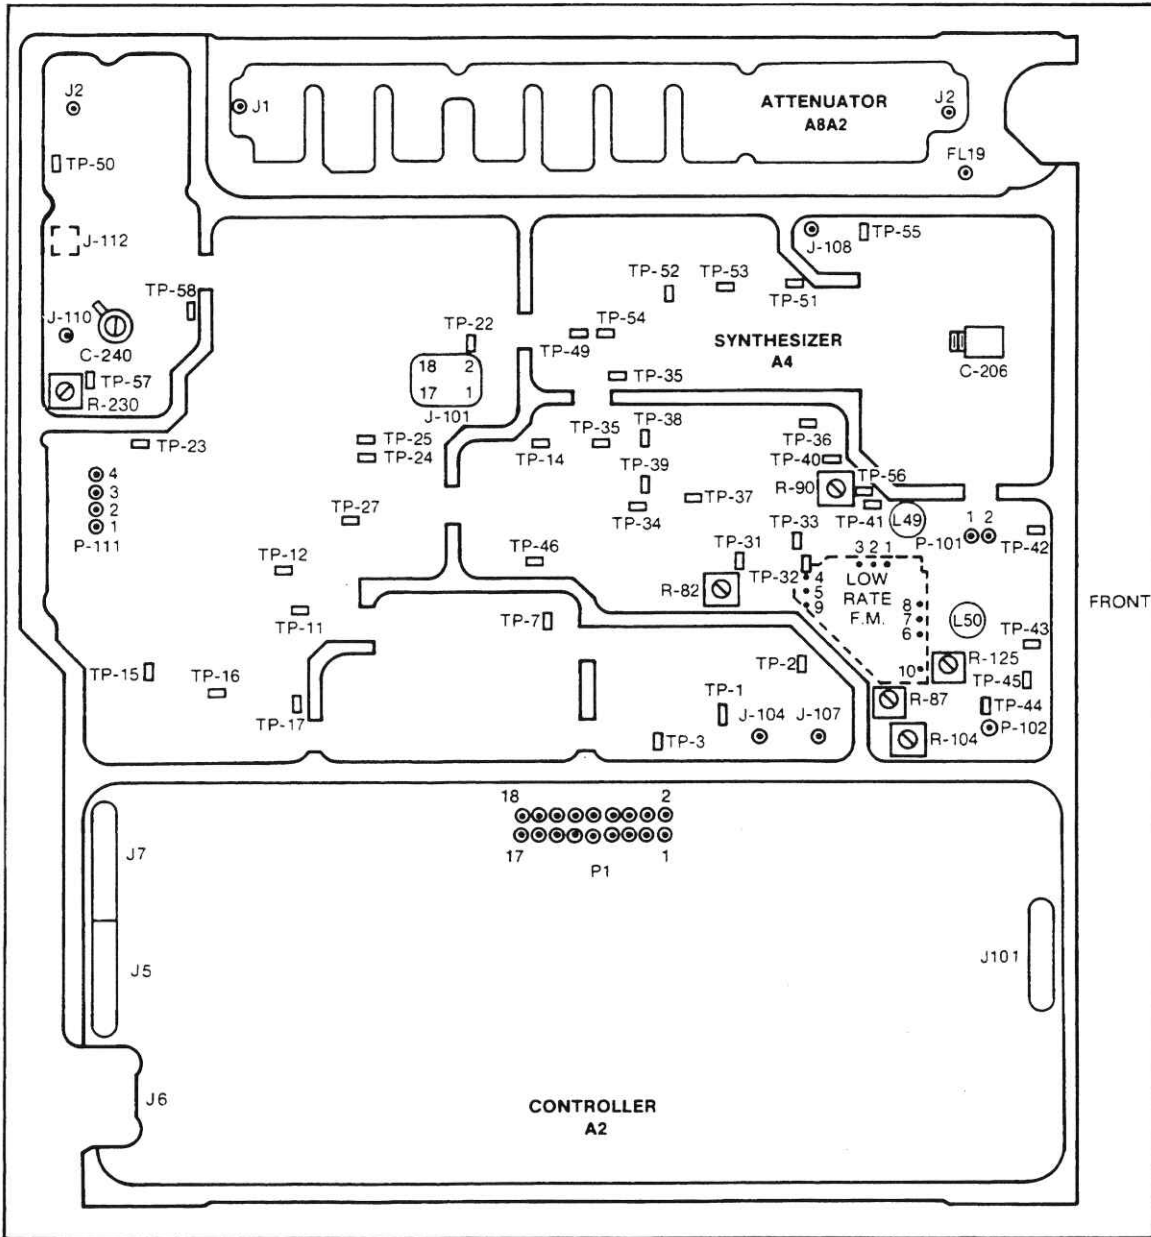 J2
J1
ATTENUATOR
A8A2
J2
TP-50
FL19
J-112
J-108
TP-55
TP-52
TP-53
TP-51
TP-58
J-110
C-240
TP-22
TP-49
TP-54
SYNTHESIZER
A4
C-206
18 2
17 1
J-101
TP-57
R-230
TP-35
TP-23
TP-25
TP-24
TP-14
TP-35
TP-38
TP-36
TP-39
TP-40
TP-56
R-90
4
3
2
1
P-111
TP-27
TP-34
TP-37
TP-41
L49
1 2
P-101
TP-42
TP-33
TP-12
TP-46
TP-31
TP-32
R-82
3 2 1
4
5
9
LOW
RATE
F.M.
8
7
6
10
L50
FRONT
TP-11
TP-7
TP-43
TP-15
TP-16
TP-17
TP-2
R-125
TP-45
TP-1
R-87
TP-44
J-104
J-107
P-102
TP-3
R-104
18 2
17 1
P1
J7
J5
J101
J6
CONTROLLER
A2